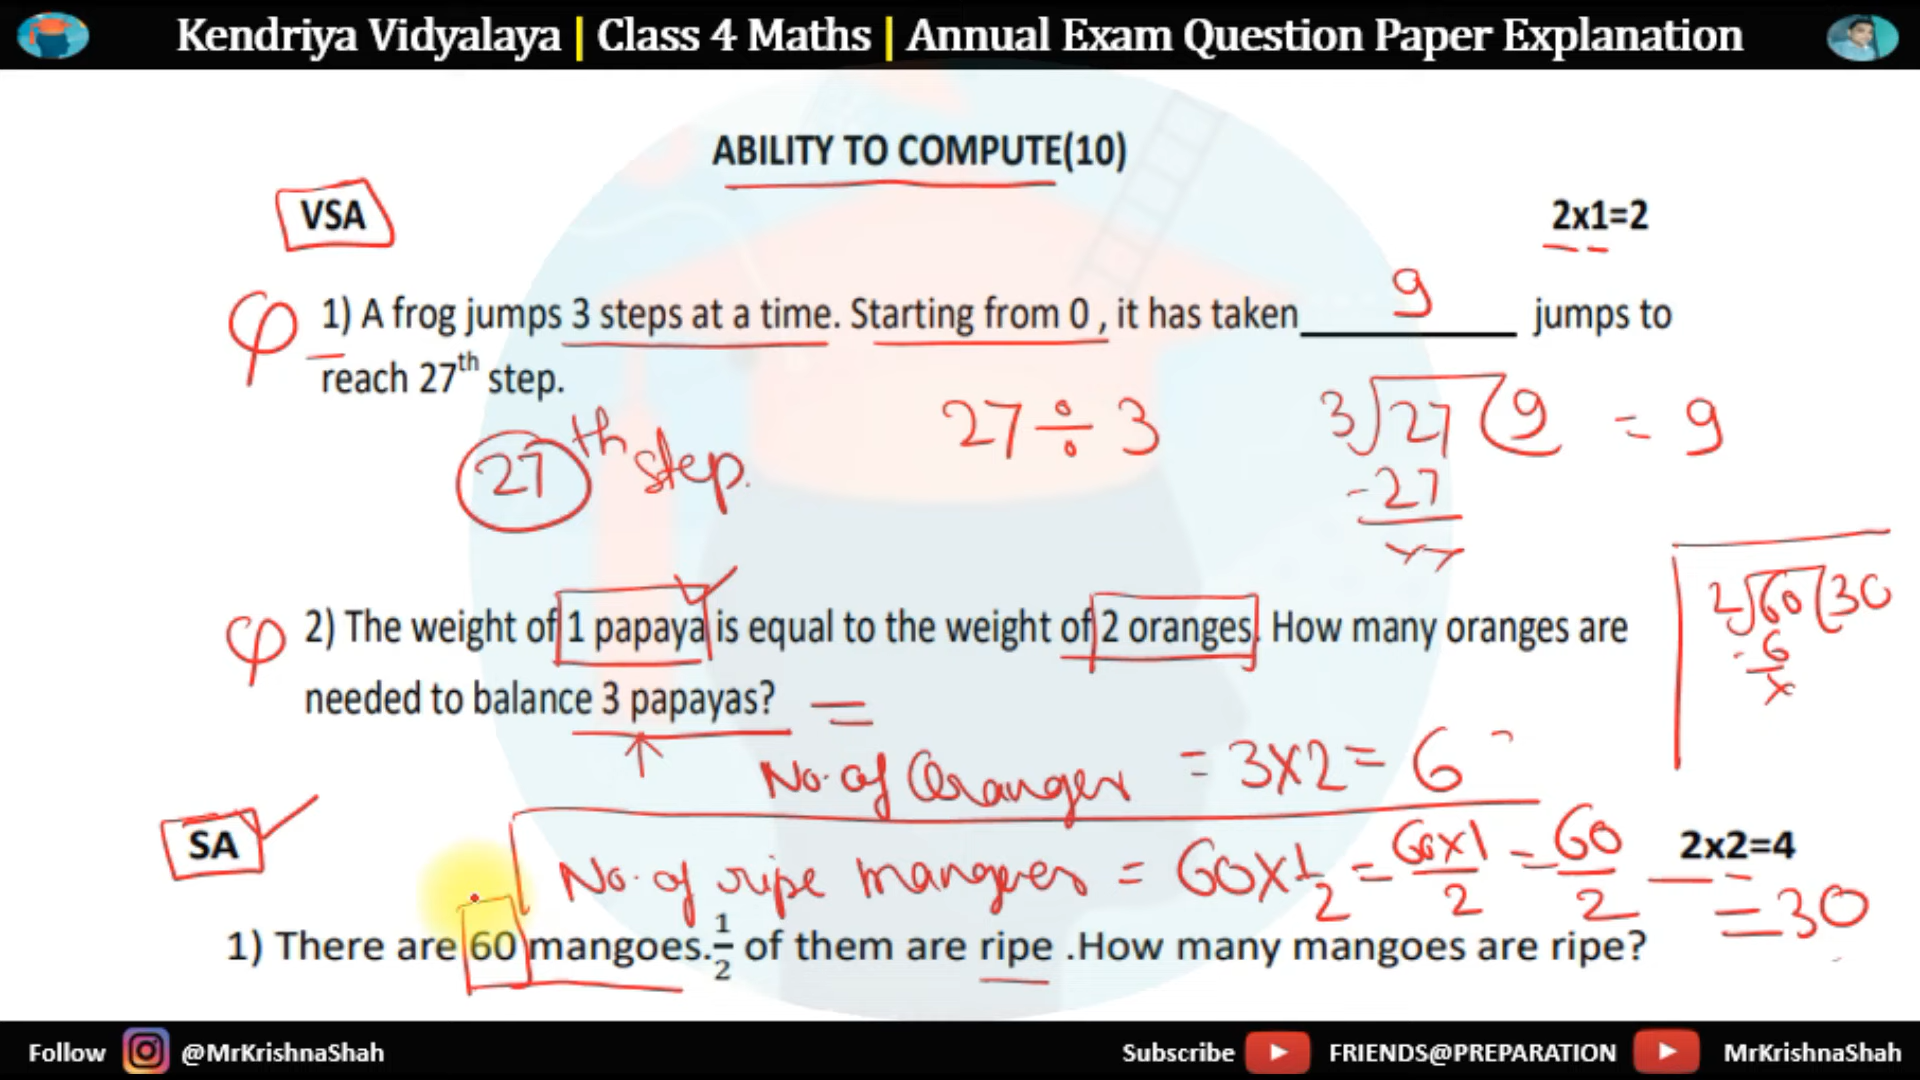 Kendriya Vidyalaya | Class 4 Maths | Annual Exam Question Paper Explanation
ABILITY TO COMPUTE(10)
VSA
2x1=2
9
1) A frog jumps 3 steps at a time. Starting from 0 , it has taken__________ jumps to
reach 27th step.
27th step.
27 ÷ 3
3)27(9 = 9
-27
xx
2) The weight of 1 papaya is equal to the weight of 2 oranges. How many oranges are
needed to balance 3 papayas?
2)60(30
-6
x
No. of Oranges = 3x2 = 6
SA
2x2=4
No. of ripe mangoes = 60x1/2 = 60x1/2 = 60/2 = 30
1) There are 60 mangoes. 1/2 of them are ripe .How many mangoes are ripe?
Follow @MrKrishnaShah Subscribe FRIENDS@PREPARATION MrKrishnaShah